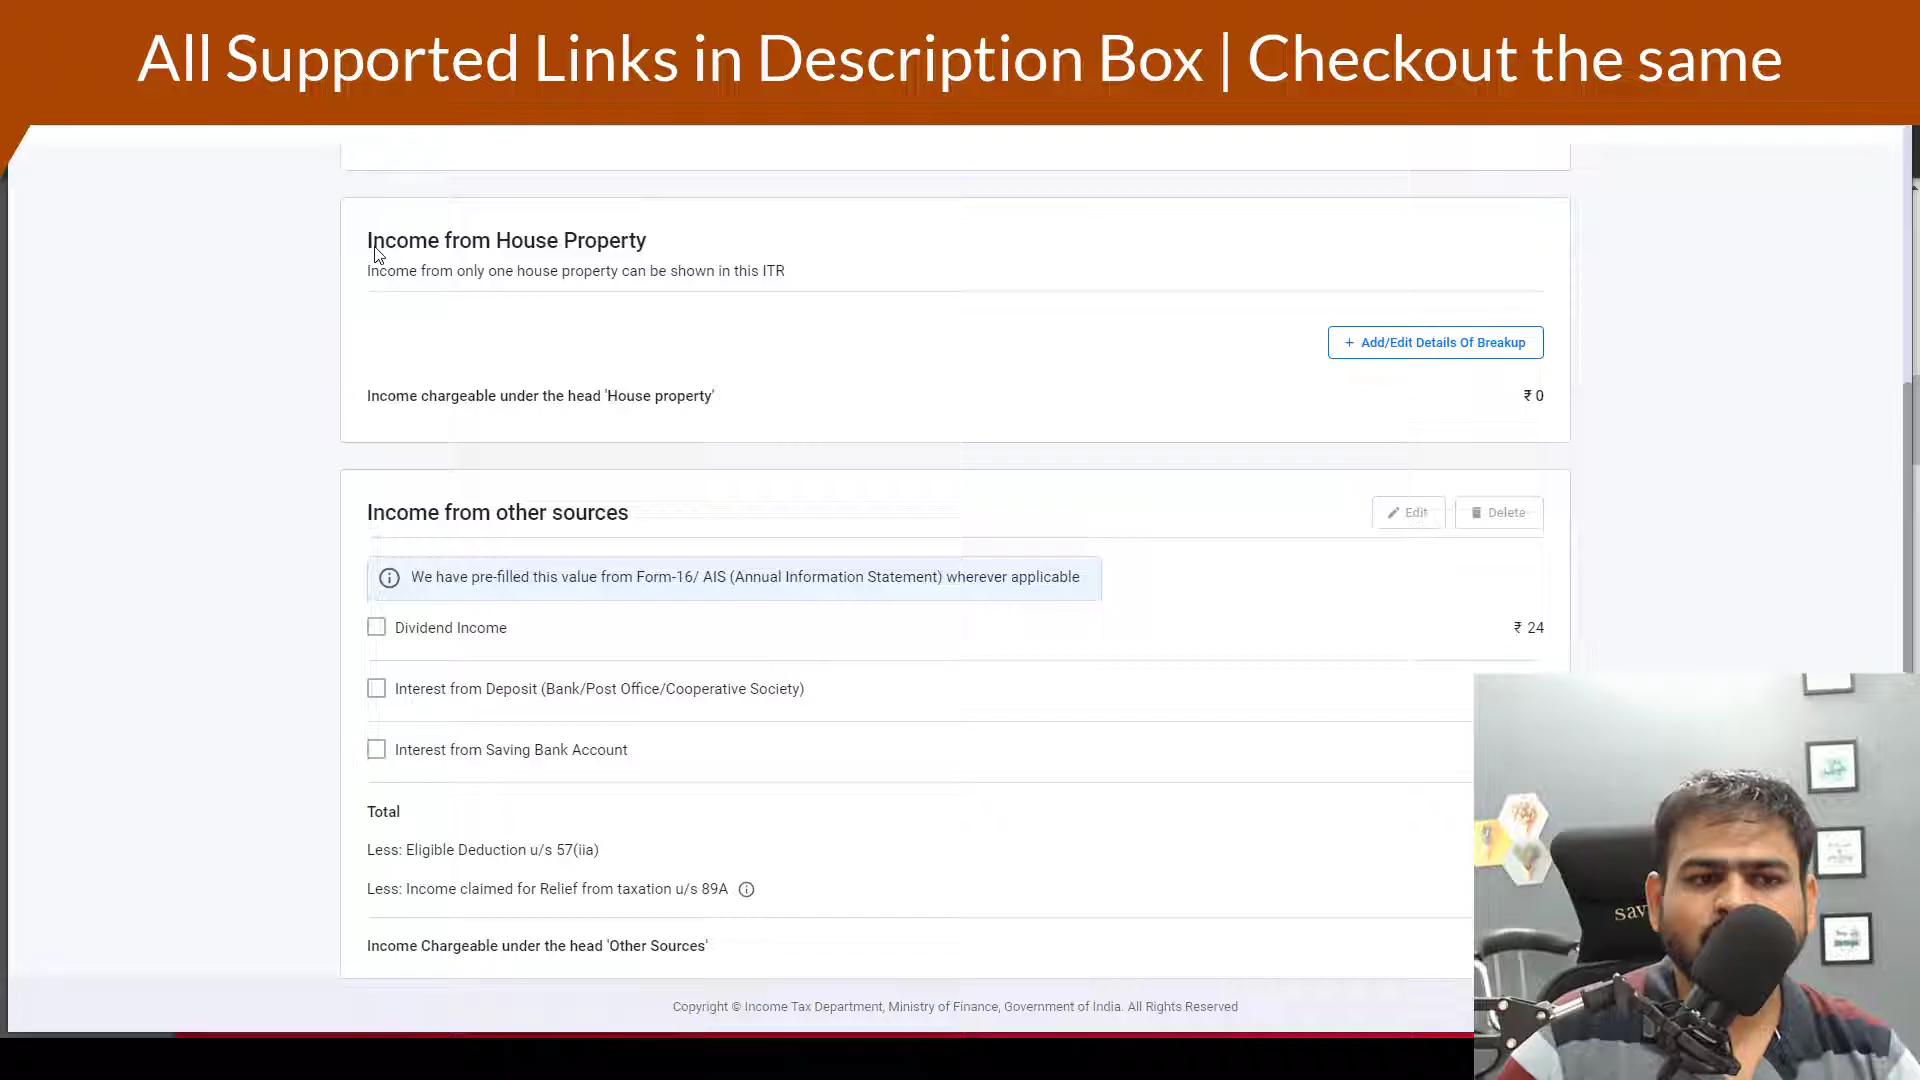 All Supported Links in Description Box | Checkout the same
Income from House Property
Income from only one house property can be shown in this ITR
+ Add/Edit Details Of Breakup
Income chargeable under the head 'House property' ₹ 0
Income from other sources Edit Delete
We have pre-filled this value from Form-16/ AIS (Annual Information Statement) wherever applicable
Dividend Income ₹ 24
Interest from Deposit (Bank/Post Office/Cooperative Society)
Interest from Saving Bank Account
Total
Less: Eligible Deduction u/s 57(iia)
Less: Income claimed for Relief from taxation u/s 89A
Income Chargeable under the head 'Other Sources'
Copyright © Income Tax Department, Ministry of Finance, Government of India. All Rights Reserved